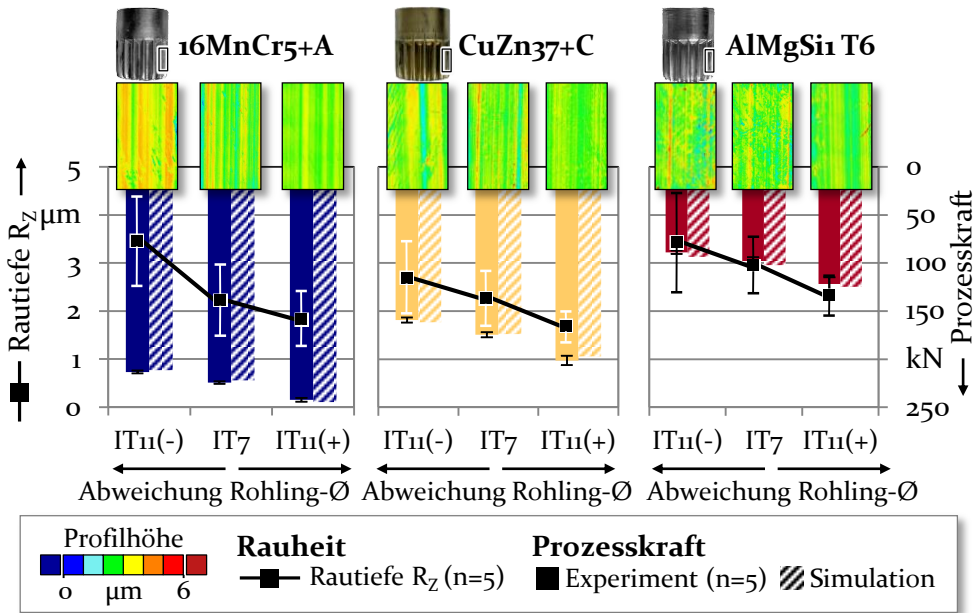 16MnCr5+A
CuZn37+C
AlMgSi1 T6
Rautiefe RZ
5
µm
3
2
1
0
0
50
100
150
kN
250
Prozesskraft
IT11(-) IT7 IT11(+)
IT11(-) IT7 IT11(+)
IT11(-) IT7 IT11(+)
Abweichung Rohling-Ø
Abweichung Rohling-Ø
Abweichung Rohling-Ø
Profilhöhe
0 µm 6
Rauheit
Rautiefe RZ (n=5)
Prozesskraft
Experiment (n=5) Simulation